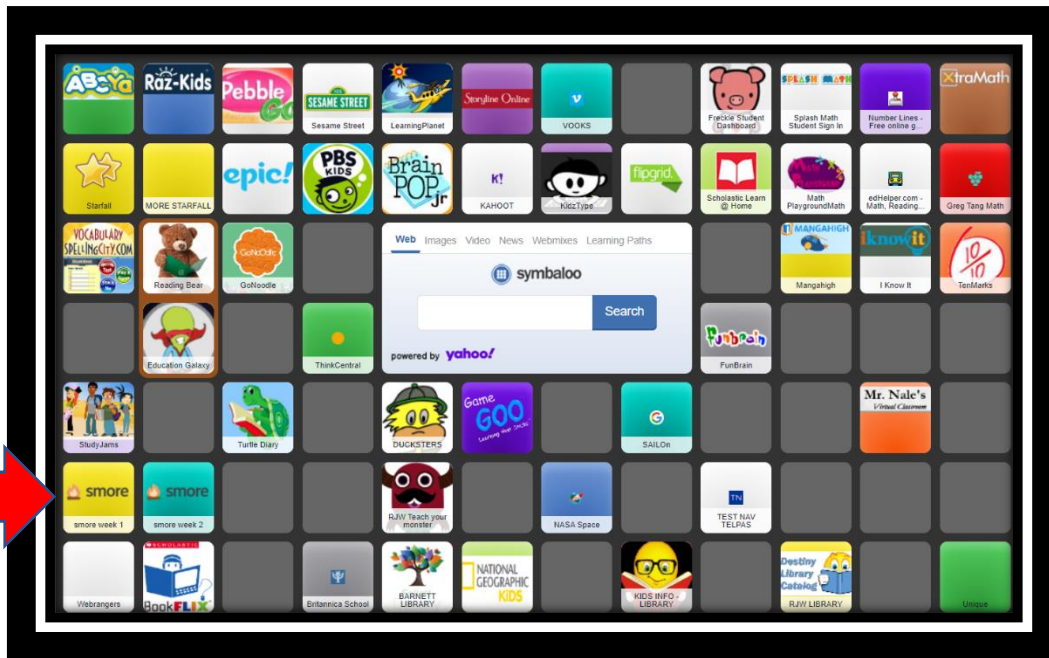 ABCYa
Raz-Kids
Pebble
Go
SESAME STREET
Sesame Street
LearningPlanet
Storyline Online
VOOKS
Freckle Student
Dashboard
SPLASH MATH
Splash Math
Student Sign In
Number Lines -
Free online g...
XtraMath
Starfall
MORE STARFALL
epic!
PBS
KIDS
Brain
POP
Jr
K!
KAHOOT
KidzType
flipgrid.
Scholastic Learn
@ Home
Math
PlaygroundMath
edHelper.com -
Math, Reading...
Greg Tang Math
VOCABULARY
SPELLINGCITY.COM
Reading Bear
GoNoodle
GoNoodle
Web Images Video News Webmixes Learning Paths
symbaloo
Search
powered by yahoo!
MANGAHIGH
Mangahigh
iknowit
I Know It
10/10
TenMarks
Education Galaxy
ThinkCentral
Funbrain
FunBrain
StudyJams
Turtle Diary
DUCKSTERS
Game
GOO
G
SAILOn
Mr. Nale's
Virtual Classroom
smore
smore week 1
smore
smore week 2
RJW Teach your
monster
NASA Space
TN
TEST NAV
TELPAS
Webrangers
SCHOLASTIC
BookFLIX
Britannica School
BARNETT
LIBRARY
NATIONAL
GEOGRAPHIC
KIDS
KIDS INFO -
LIBRARY
Destiny
Library
Catalog
RJW LIBRARY
Unique